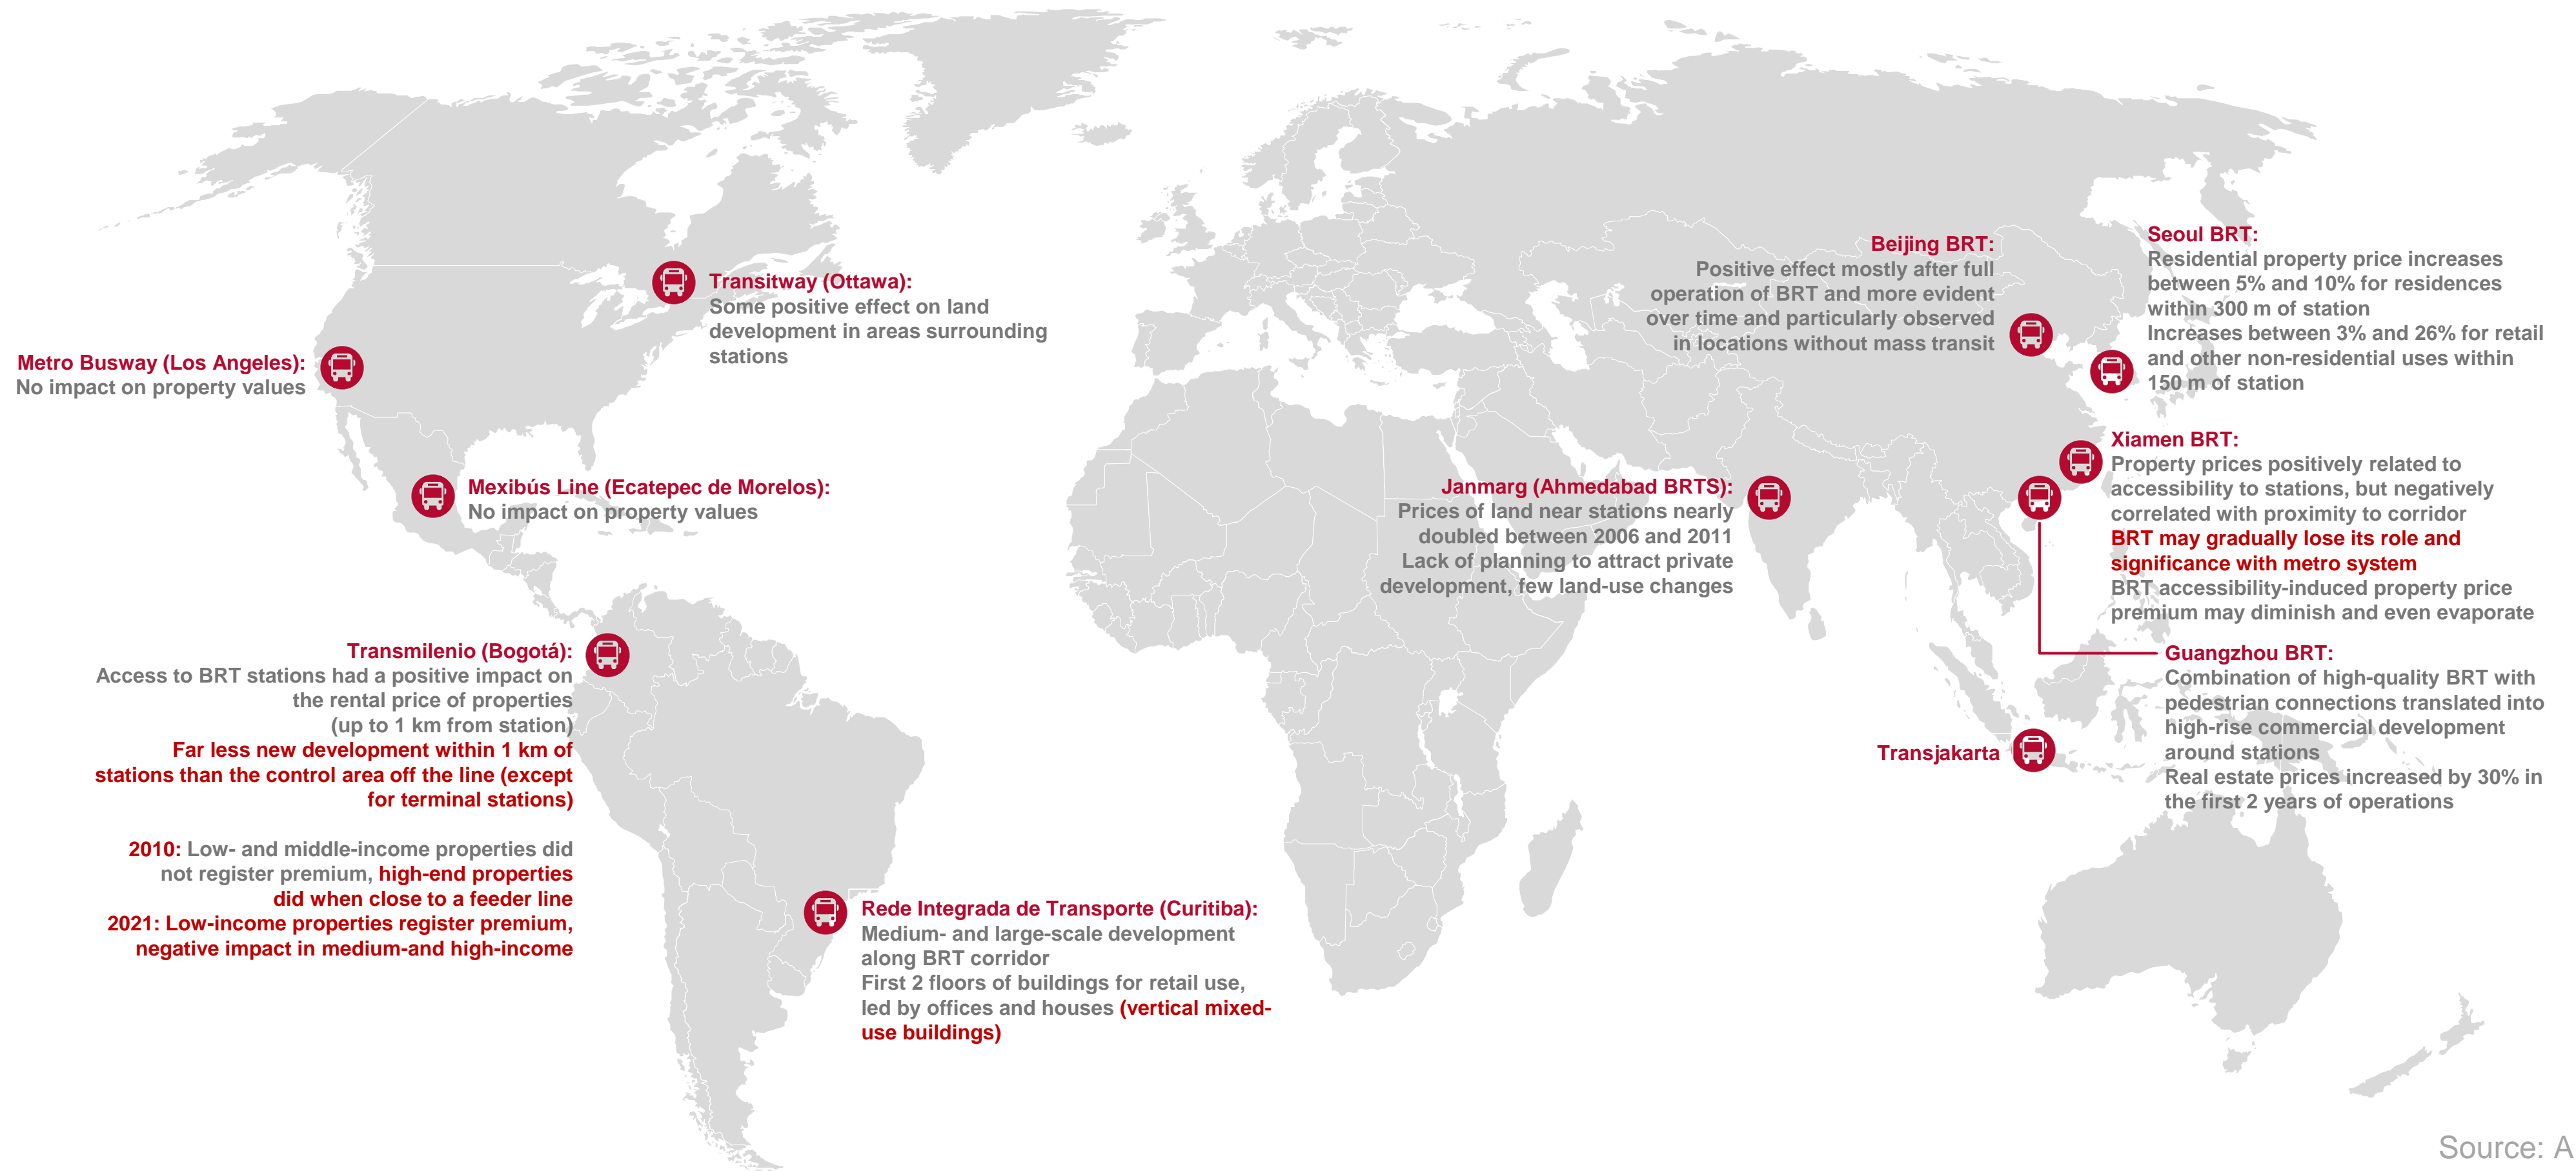 Transitway (Ottawa):
Some positive effect on land
development in areas surrounding
stations
Metro Busway (Los Angeles):
No impact on property values
Mexibús Line (Ecatepec de Morelos):
No impact on property values
Transmilenio (Bogotá):
Access to BRT stations had a positive impact on
the rental price of properties
(up to 1 km from station)
Far less new development within 1 km of
stations than the control area off the line (except
for terminal stations)
2010: Low- and middle-income properties did
not register premium, high-end properties
did when close to a feeder line
2021: Low-income properties register premium,
negative impact in medium-and high-income
Rede Integrada de Transporte (Curitiba):
Medium- and large-scale development
along BRT corridor
First 2 floors of buildings for retail use,
led by offices and houses (vertical mixed-
use buildings)
Beijing BRT:
Positive effect mostly after full
operation of BRT and more evident
over time and particularly observed
in locations without mass transit
Seoul BRT:
Residential property price increases
between 5% and 10% for residences
within 300 m of station
Increases between 3% and 26% for retail
and other non-residential uses within
150 m of station
Janmarg (Ahmedabad BRTS):
Prices of land near stations nearly
doubled between 2006 and 2011
Lack of planning to attract private
development, few land-use changes
Xiamen BRT:
Property prices positively related to
accessibility to stations, but negatively
correlated with proximity to corridor
BRT may gradually lose its role and
significance with metro system
BRT accessibility-induced property price
premium may diminish and even evaporate
Guangzhou BRT:
Combination of high-quality BRT with
pedestrian connections translated into
high-rise commercial development
around stations
Real estate prices increased by 30% in
the first 2 years of operations
Transjakarta
Source: A